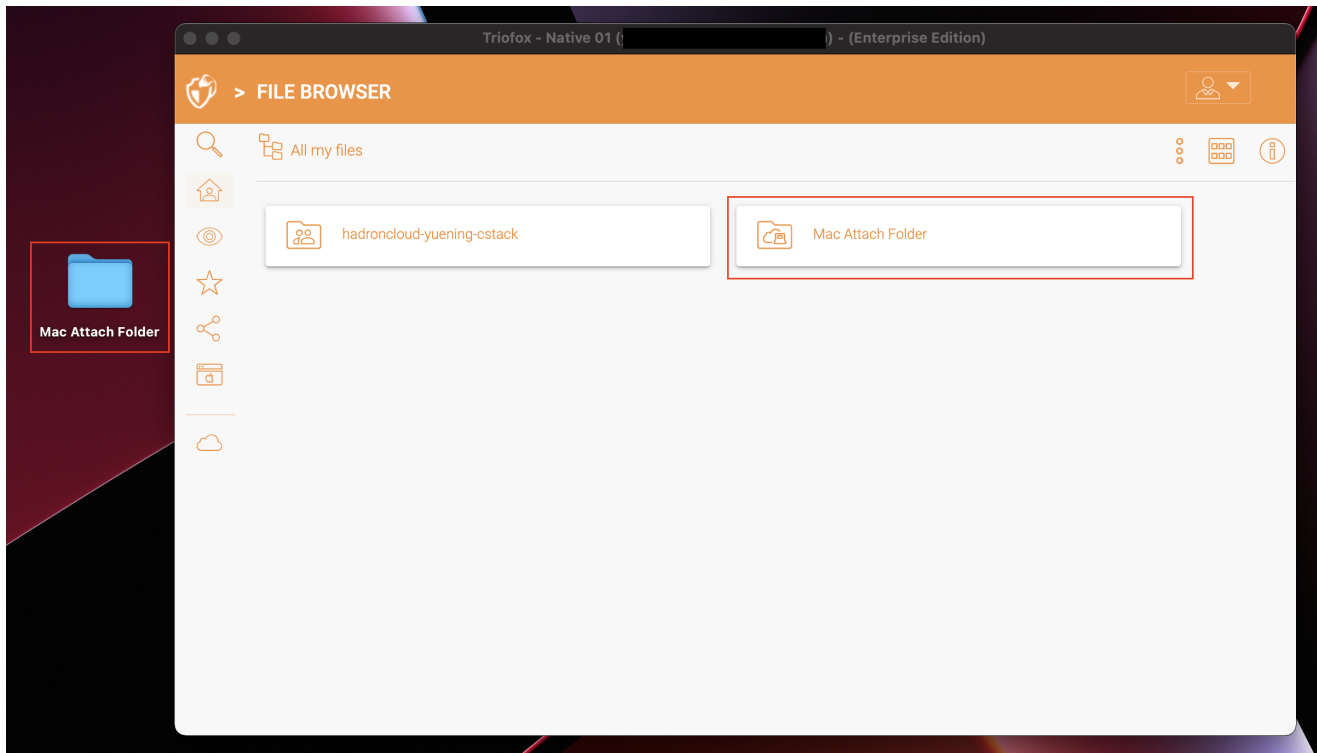 Triofox - Native 01 ( ) - (Enterprise Edition)
> FILE BROWSER
All my files
hadroncloud-yuening-cstack
Mac Attach Folder
Mac Attach Folder